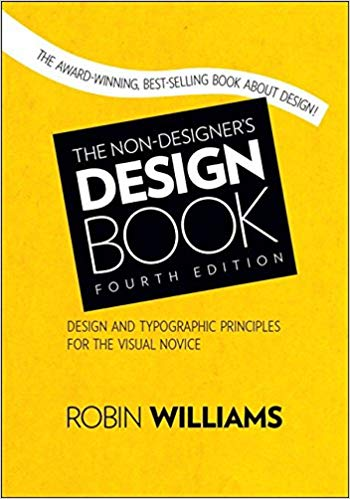 THE AWARD-WINNING, BEST-SELLING BOOK ABOUT DESIGN!
THE NON-DESIGNER'S
DESIGN
BOOK
FOURTH EDITION
DESIGN AND TYPOGRAPHIC PRINCIPLES
FOR THE VISUAL NOVICE
ROBIN WILLIAMS